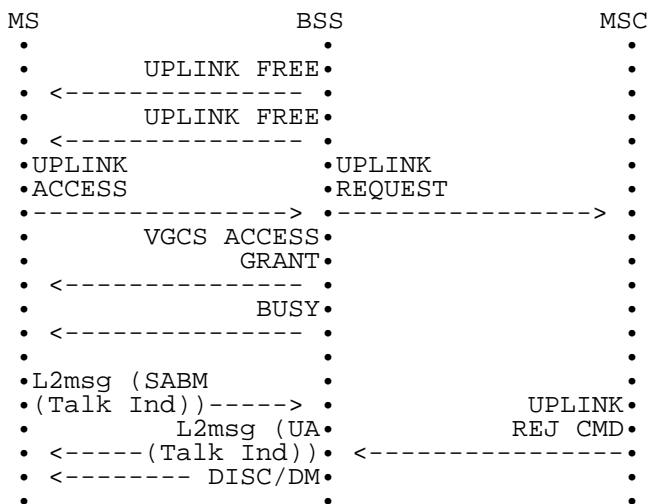 MS BSS MSC
UPLINK FREE
<---------------
UPLINK FREE
<---------------
UPLINK UPLINK
ACCESS REQUEST
----------------> ---------------->
VGCS ACCESS
GRANT
<---------------
BUSY
<---------------
L2msg (SABM
(Talk Ind))-----> UPLINK
L2msg (UA REJ CMD
<-----(Talk Ind)) <----------------
<-------- DISC/DM